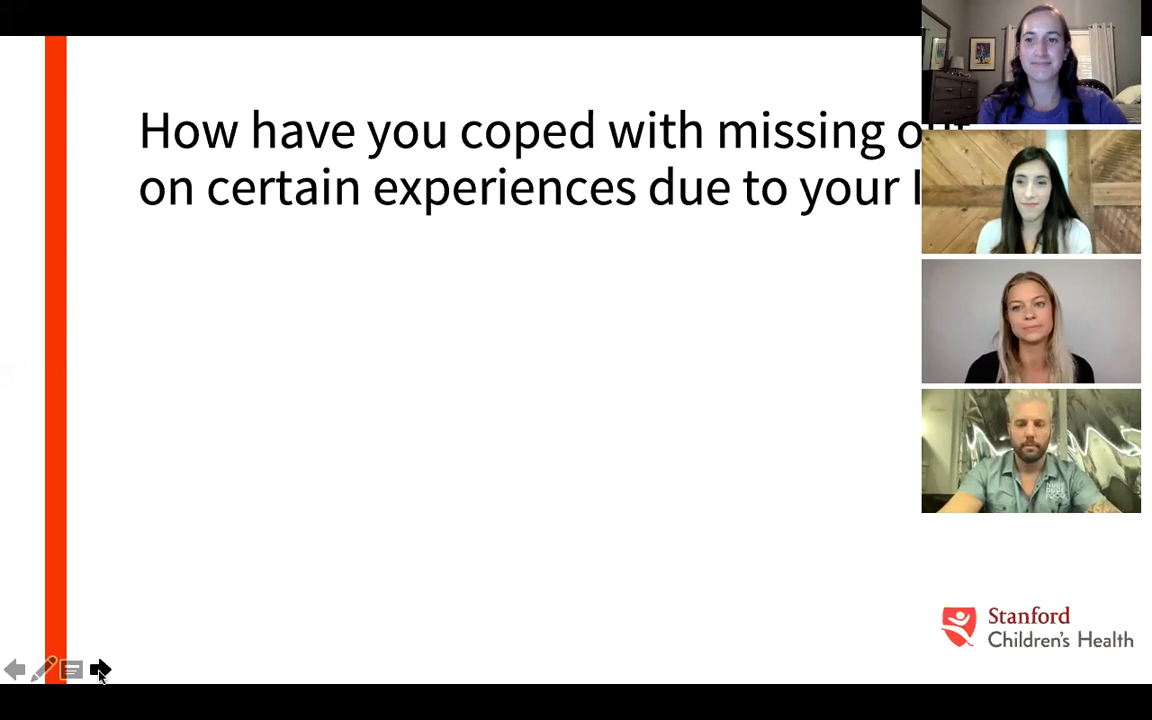 How have you coped with missing
on certain experiences due to your
Stanford
Children's Health